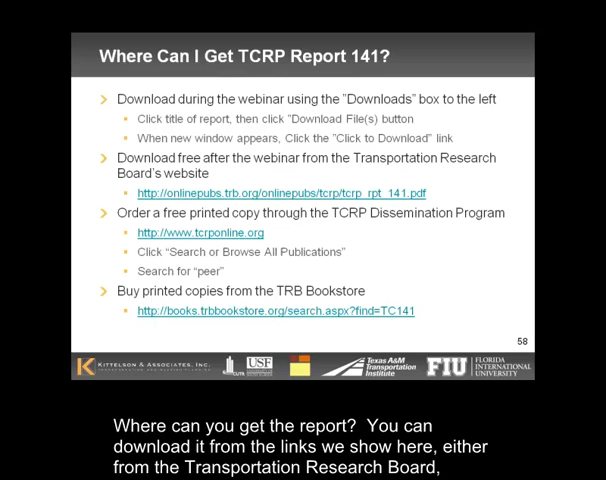 Where Can I Get TCRP Report 141?
Download during the webinar using the "Downloads" box to the left
Click title of report, then click "Download File(s) button
When new window appears, Click the "Click to Download" link
Download free after the webinar from the Transportation Research
Board's website
http://onlinepubs.trb.org/onlinepubs/tcrp/tcrp_rpt_141.pdf
Order a free printed copy through the TCRP Dissemination Program
http://www.tcrponline.org
Click "Search or Browse All Publications"
Search for "peer"
Buy printed copies from the TRB Bookstore
http://books.trbbookstore.org/search.aspx?find=TC141
58
KITTELSON & ASSOCIATES, INC.
CUTR
USF
Texas A&M
Transportation
Institute
FIU
FLORIDA
INTERNATIONAL
UNIVERSITY
Where can you get the report? You can
download it from the links we show here, either
from the Transportation Research Board,